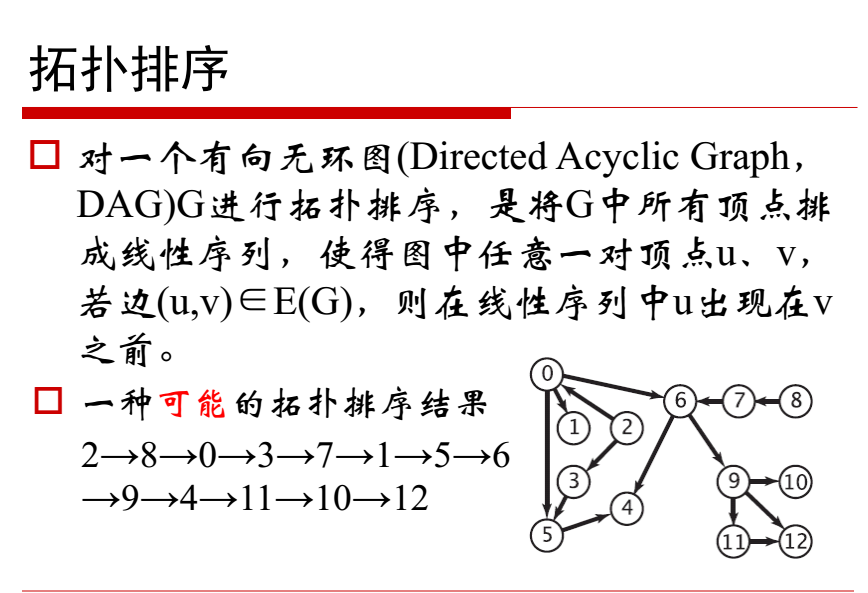 拓扑排序
对一个有向无环图(Directed Acyclic Graph，
DAG)G进行拓扑排序，是将G中所有顶点排
成线性序列，使得图中任意一对顶点u、v，
若边(u,v)∈E(G)，则在线性序列中u出现在v
之前。
一种可能的拓扑排序结果
2→8→0→3→7→1→5→6
→9→4→11→10→12
0
6 7 8
1 2
3 9 10
4
5 11 12